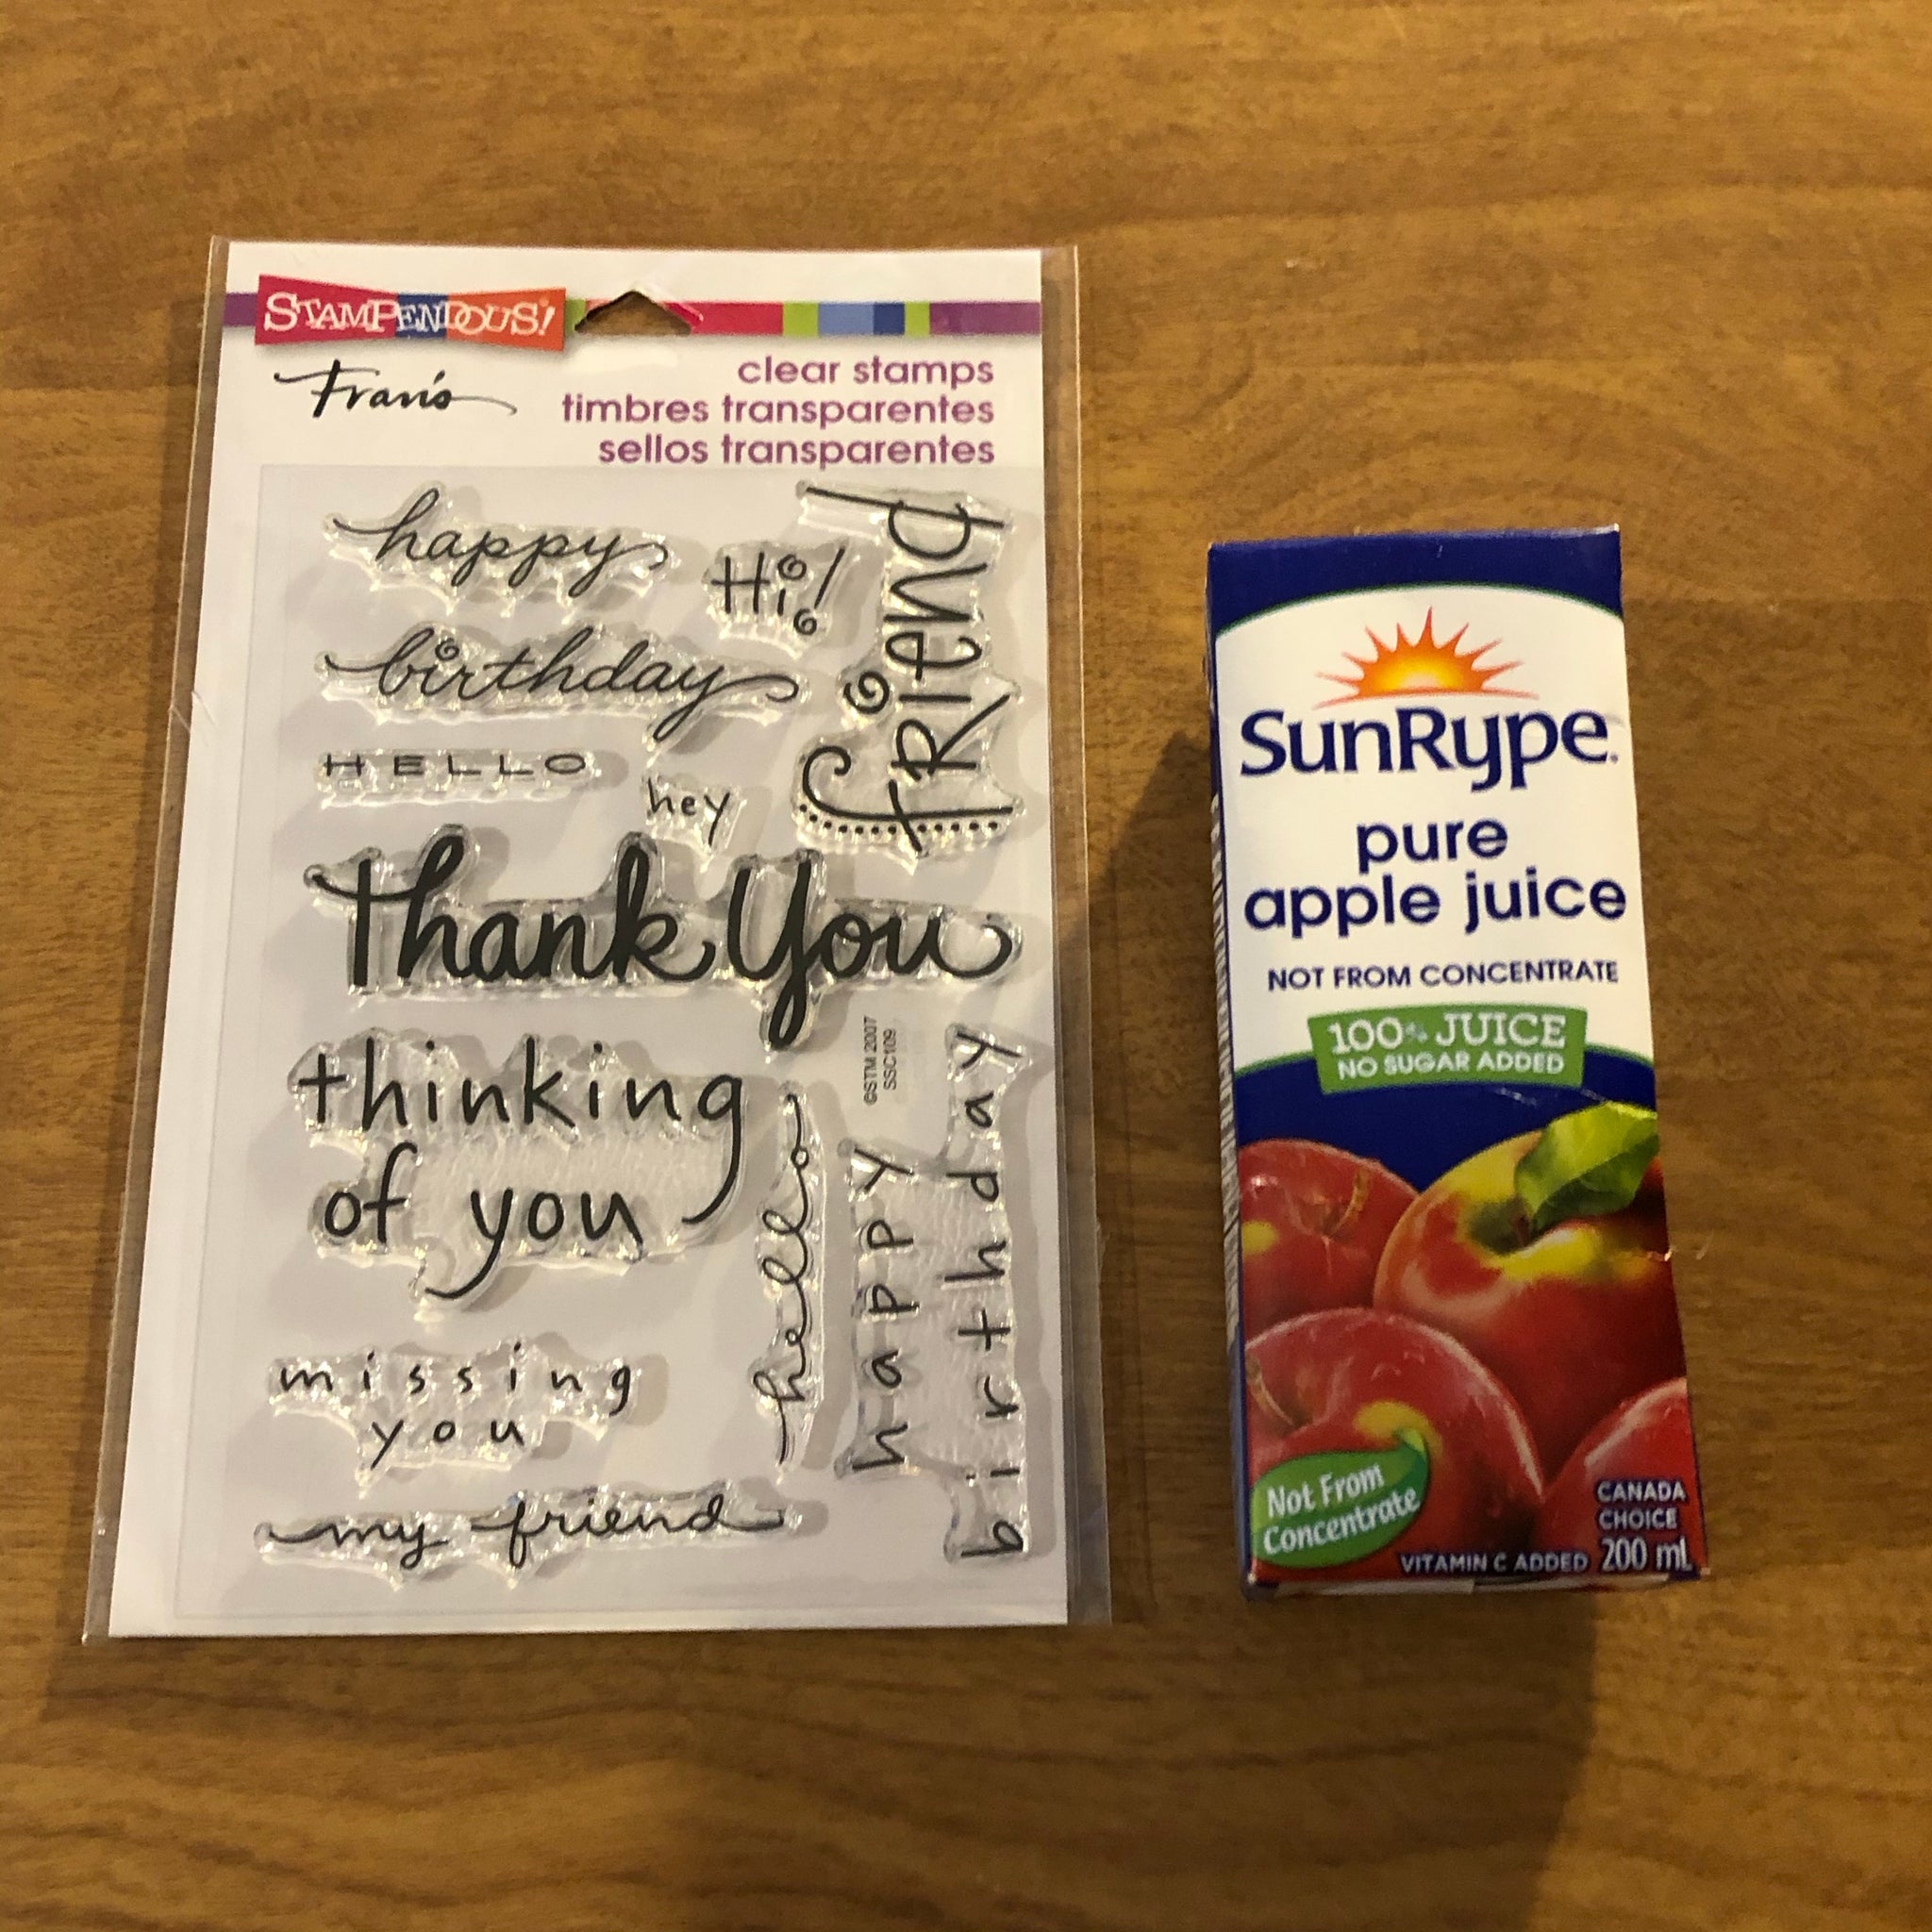 STAMPENDOUS!
Fran's
clear stamps
timbres transparentes
sellos transparentes
happy
Hi!
friend
birthday
HELLO
hey
Thank You
©STM 2007
SSC109
thinking
of you
hello
happy
birthday
missing
you
my friend
SunRype
pure
apple juice
NOT FROM CONCENTRATE
100% JUICE
NO SUGAR ADDED
Not From
Concentrate
CANADA
CHOICE
VITAMIN C ADDED 200 mL